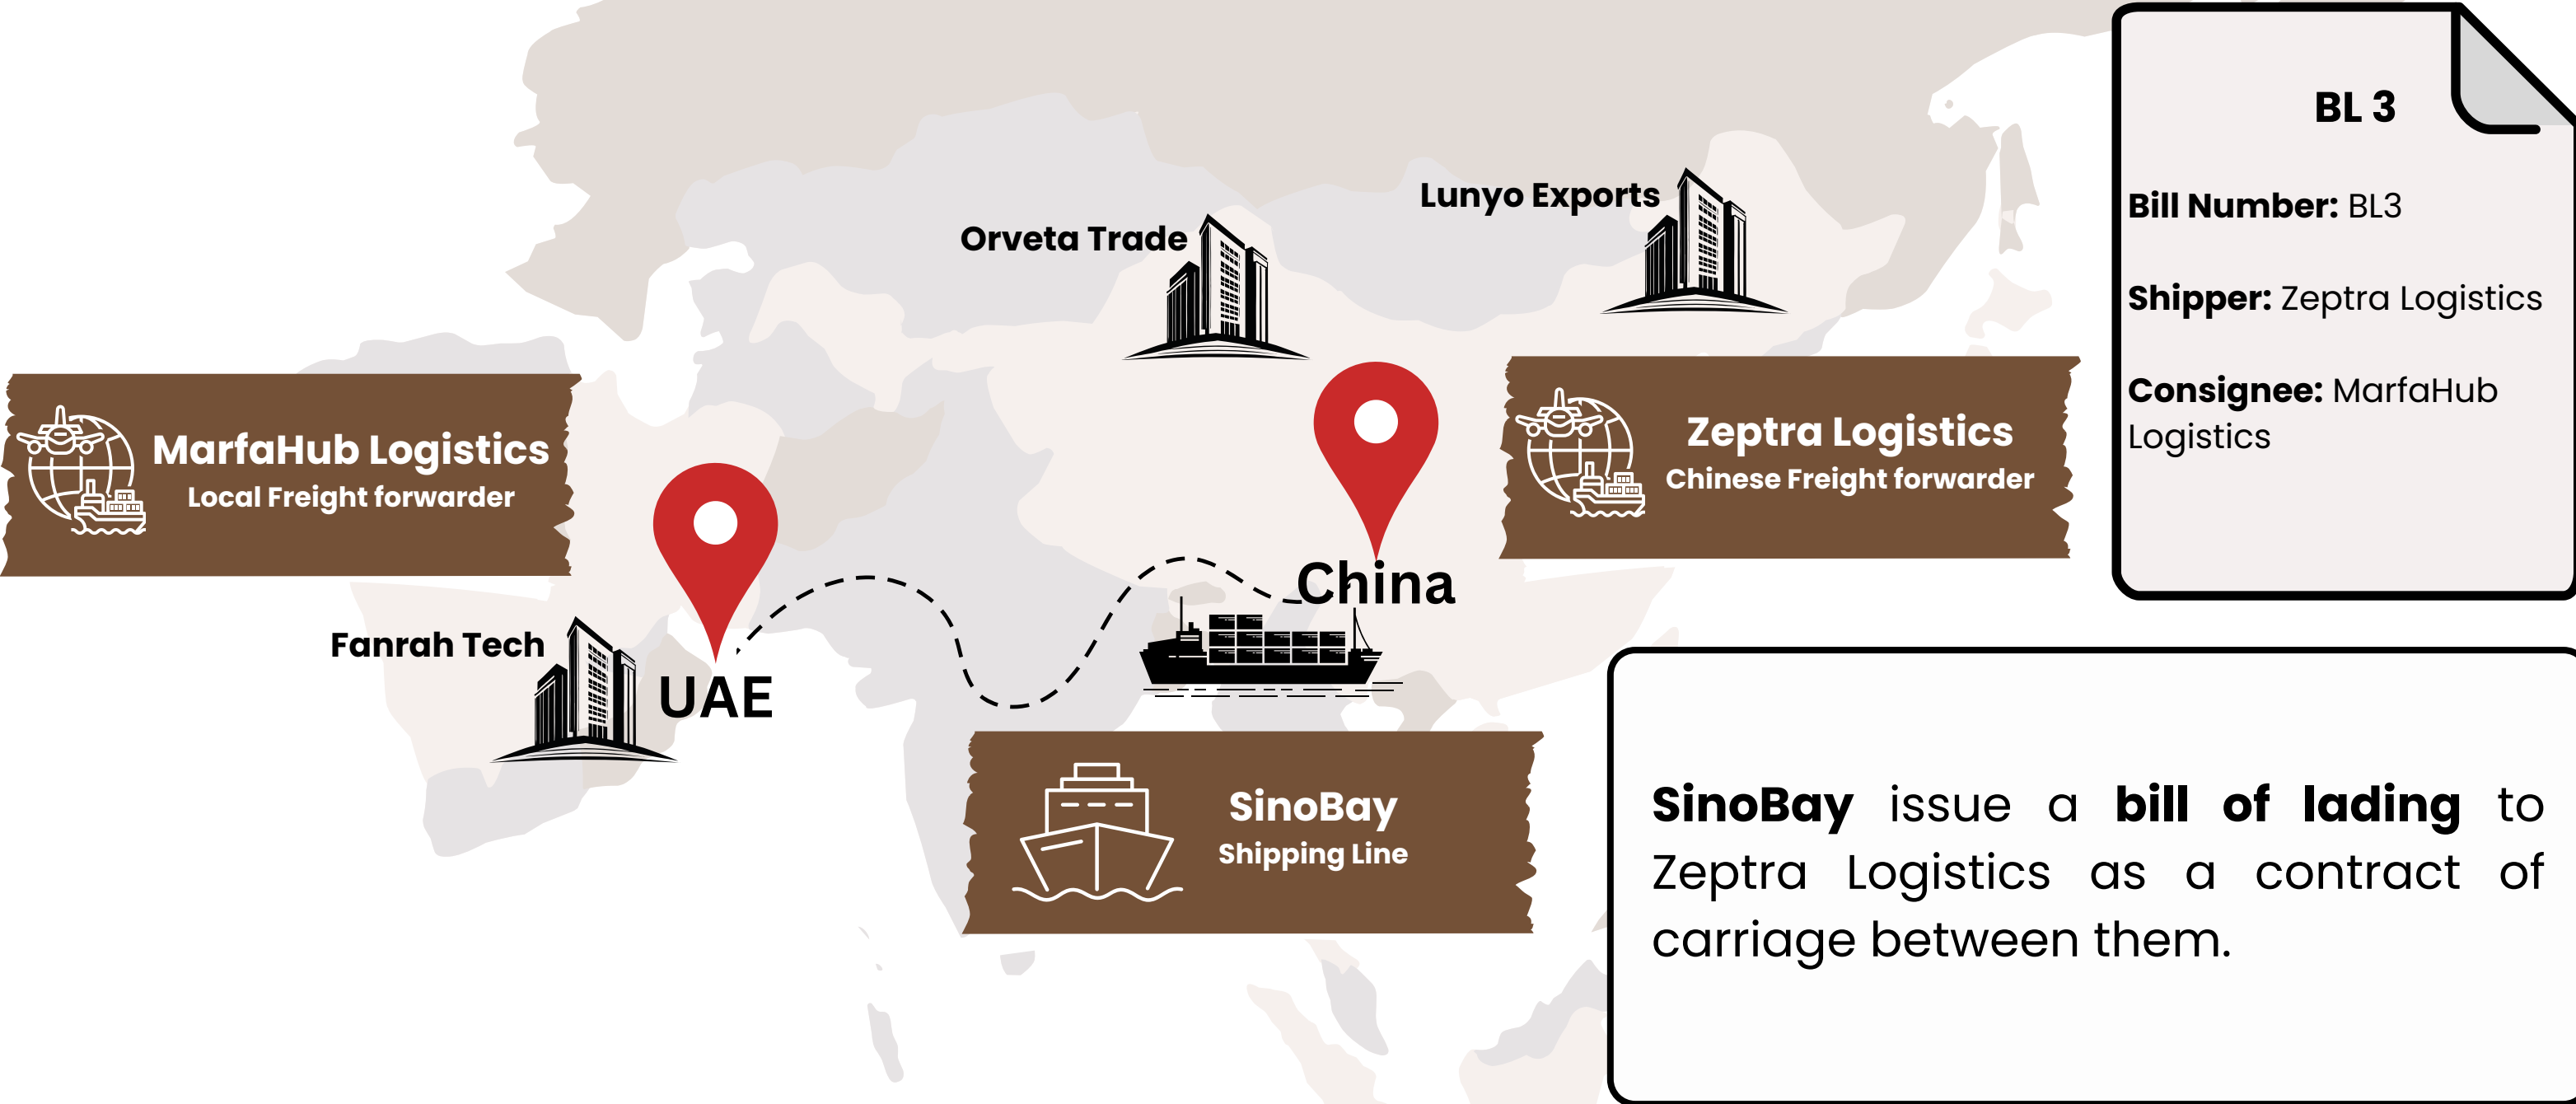 BL 3
Bill Number: BL3
Shipper: Zeptra Logistics
Consignee: MarfaHub
Logistics
Lunyo Exports
Orveta Trade
MarfaHub Logistics
Local Freight forwarder
Zeptra Logistics
Chinese Freight forwarder
China
Fanrah Tech
UAE
SinoBay
Shipping Line
SinoBay issue a bill of lading to
Zeptra Logistics as a contract of
carriage between them.